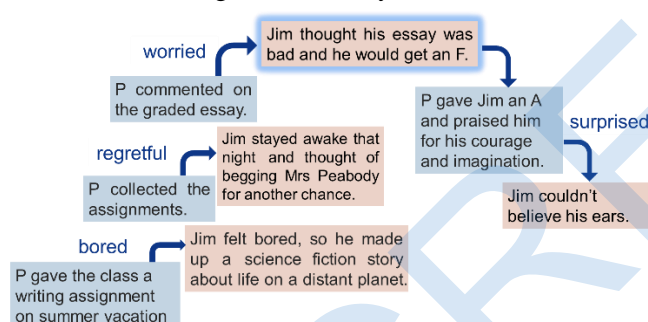 worried
Jim thought his essay was
bad and he would get an F.
P commented on
the graded essay.
P gave Jim an A
and praised him
for his courage
and imagination.
surprised
Jim couldn't
believe his ears.
regretful
Jim stayed awake that
night and thought of
begging Mrs Peabody
for another chance.
P collected the
assignments.
bored
Jim felt bored, so he made
up a science fiction story
about life on a distant planet.
P gave the class a
writing assignment
on summer vacation